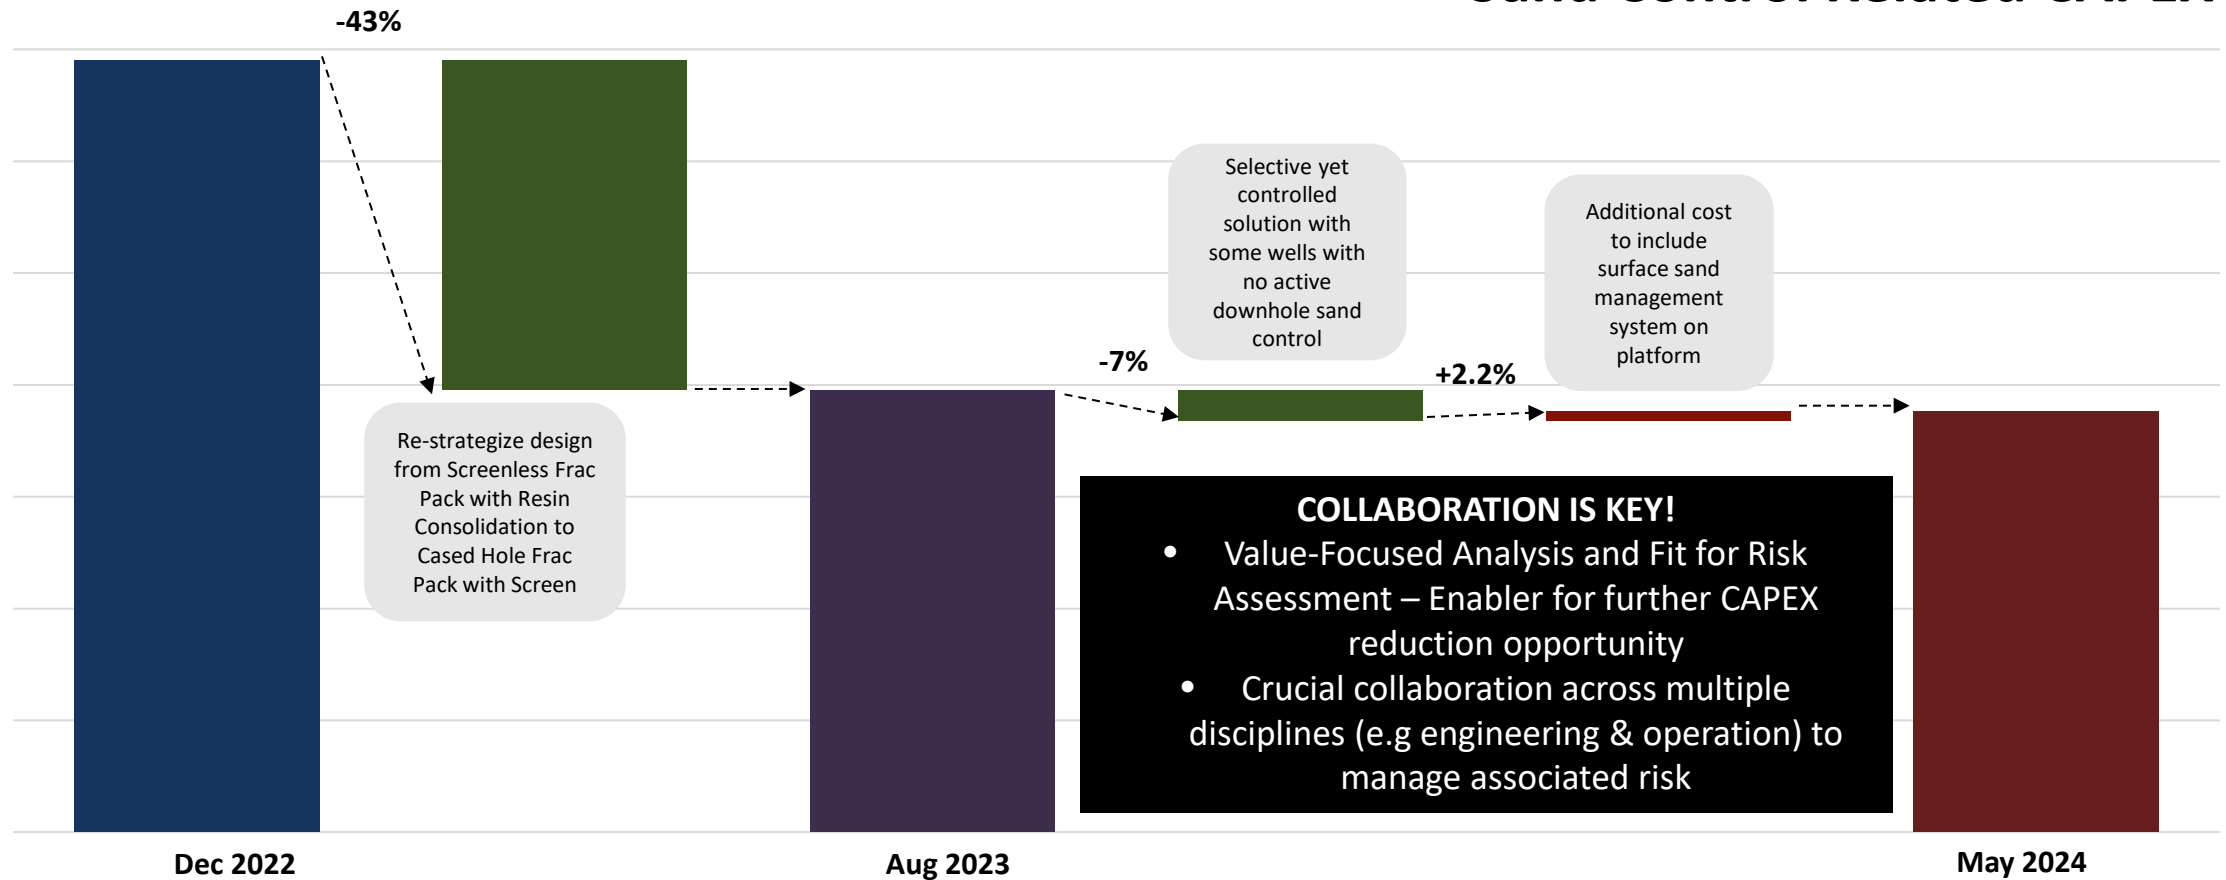 -43%
Re-strategize design
from Screenless Frac
Pack with Resin
Consolidation to
Cased Hole Frac
Pack with Screen
-7%
Selective yet
controlled
solution with
some wells with
no active
downhole sand
control
+2.2%
Additional cost
to include
surface sand
management
system on
platform
COLLABORATION IS KEY!
• Value-Focused Analysis and Fit for Risk
Assessment – Enabler for further CAPEX
reduction opportunity
• Crucial collaboration across multiple
disciplines (e.g engineering & operation) to
manage associated risk
Dec 2022
Aug 2023
May 2024